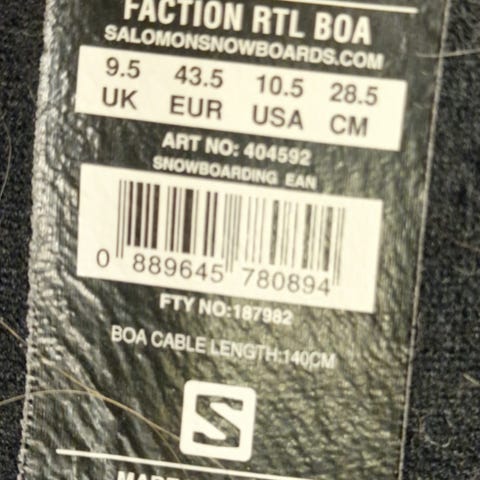 FACTION RTL BOA
SALOMONSNOWBOARDS.COM
9.5 43.5 10.5 28.5
UK EUR USA CM
ART NO: 404592
SNOWBOARDING EAN
0 889645 780894
FTY NO:187982
BOA CABLE LENGTH:140CM
S